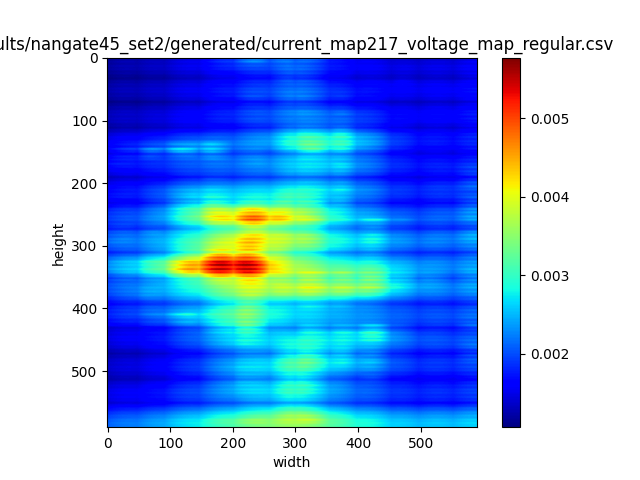 ults/nangate45_set2/generated/current_map217_voltage_map_regular.csv
0
100
200
300
400
500
height
0 100 200 300 400 500
width
0.005
0.004
0.003
0.002